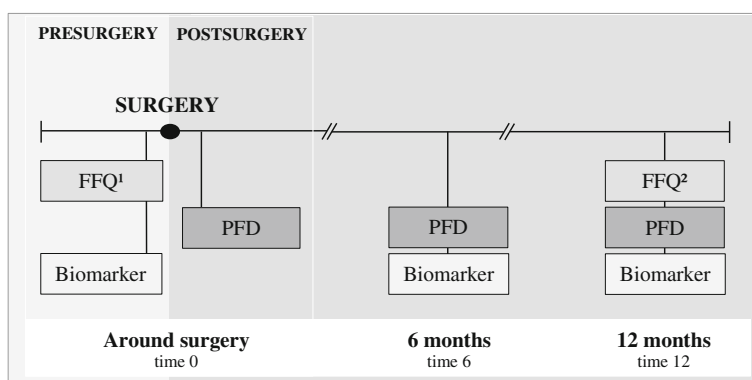 PRESURGERY POSTSURGERY
SURGERY
FFQ¹ FFQ²
PFD PFD PFD
Biomarker Biomarker Biomarker
Around surgery 6 months 12 months
time 0 time 6 time 12